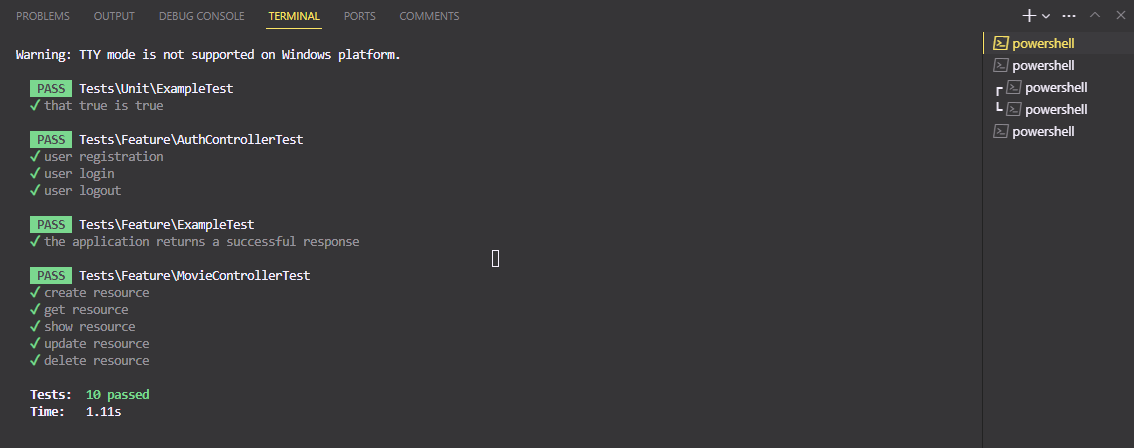 PROBLEMS OUTPUT DEBUG CONSOLE TERMINAL PORTS COMMENTS
Warning: TTY mode is not supported on Windows platform.
PASS Tests\Unit\ExampleTest
✓ that true is true
PASS Tests\Feature\AuthControllerTest
✓ user registration
✓ user login
✓ user logout
PASS Tests\Feature\ExampleTest
✓ the application returns a successful response
PASS Tests\Feature\MovieControllerTest
✓ create resource
✓ get resource
✓ show resource
✓ update resource
✓ delete resource
Tests: 10 passed
Time: 1.11s
powershell
powershell
powershell
powershell
powershell